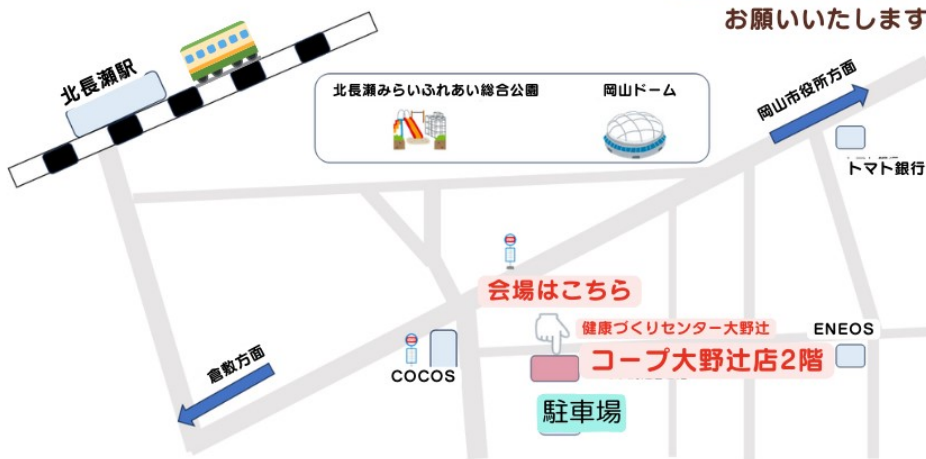 お願いいたします
北長瀬駅
北長瀬みらいふれあい総合公園
岡山ドーム
岡山市役所方面
トマト銀行
会場はこちら
健康づくりセンター大野辻
コープ大野辻店2階
ENEOS
COCOS
倉敷方面
駐車場